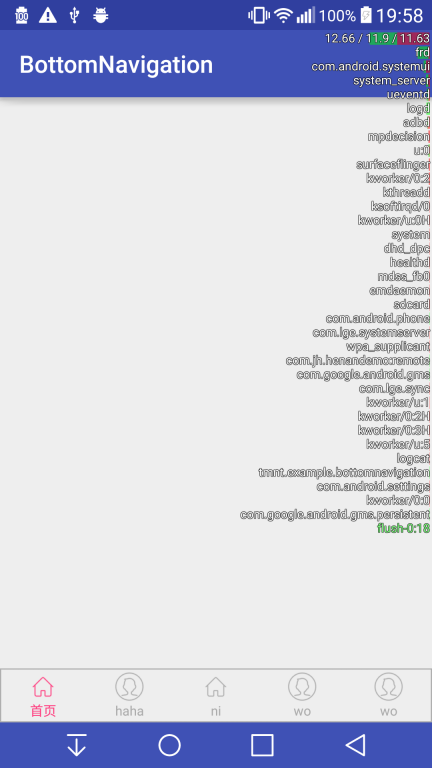 100 100% 19:58
12.66 / 11.9 / 11.63
BottomNavigation
frd
com.android.systemui
system_server
ueventd
logd
adbd
mpdecision
u:0
surfaceflinger
kworker/0:2
kthreadd
ksoftirqd/0
kworker/u:0H
system
dhd_dpc
healthd
mdss_fb0
emdaemon
sdcard
com.android.phone
com.lge.systemserver
wpa_supplicant
com.jh.henandemo:remote
com.google.android.gms
com.lge.sync
kworker/u:1
kworker/0:2H
kworker/0:3H
kworker/u:5
logcat
tmnt.example.bottomnavigation
com.android.settings
kworker/0:0
com.google.android.gms.persistent
flush-0:18
首页 haha ni wo wo